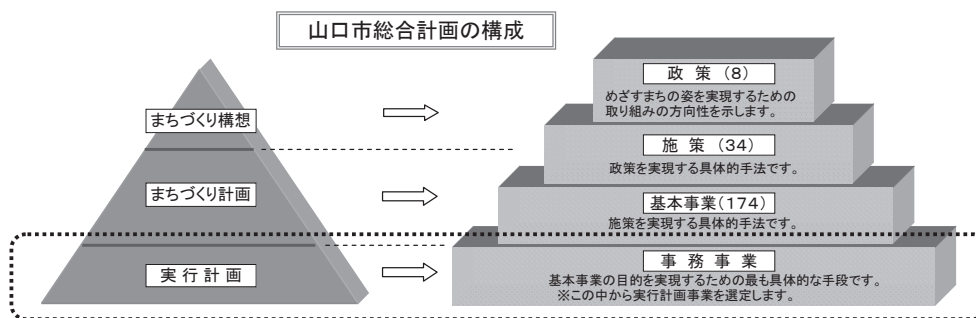 山口市総合計画の構成
まちづくり構想
まちづくり計画
実行計画
政策(8)
めざすまちの姿を実現するための
取り組みの方向性を示します。
施策(34)
政策を実現する具体的手法です。
基本事業(174)
施策を実現する具体的手法です。
事務事業
基本事業の目的を実現するための最も具体的な手段です。
※この中から実行計画事業を選定します。